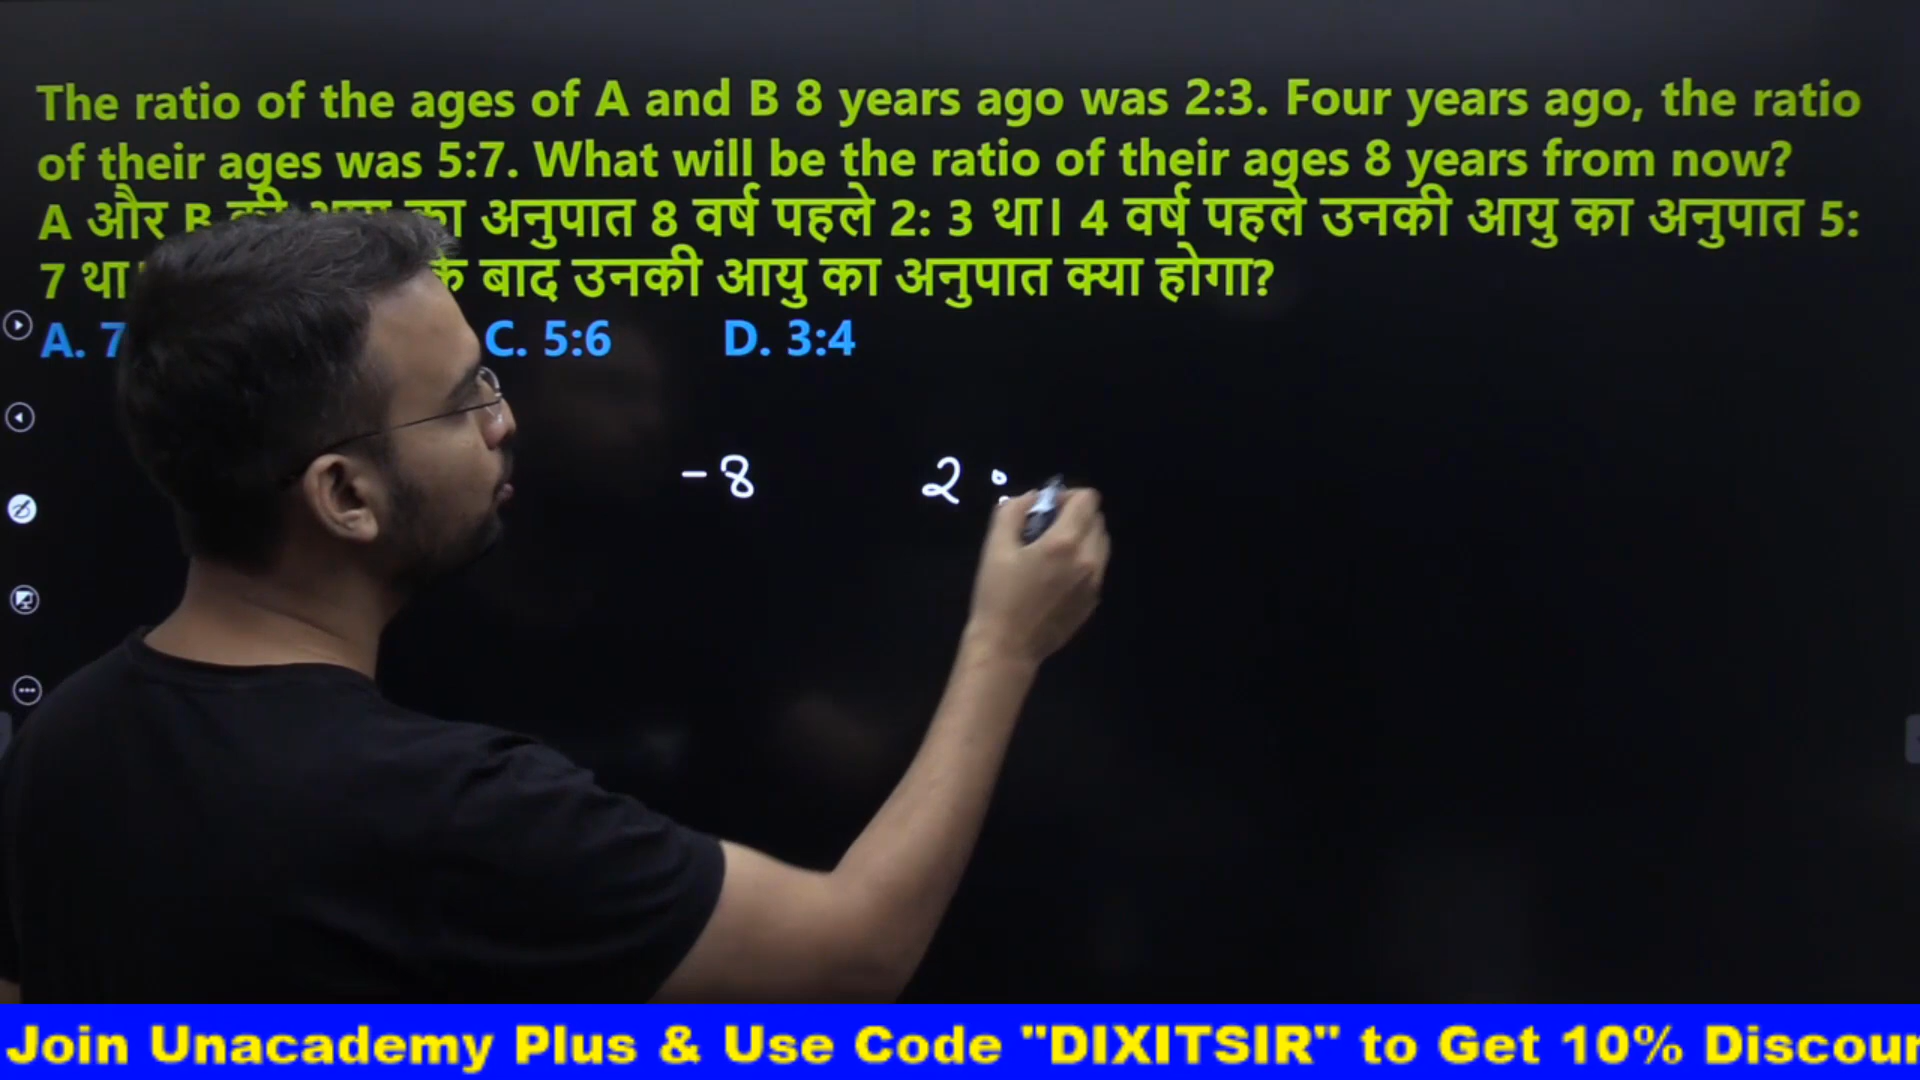 The ratio of the ages of A and B 8 years ago was 2:3. Four years ago, the ratio
of their ages was 5:7. What will be the ratio of their ages 8 years from now?
A और B की आयु का अनुपात 8 वर्ष पहले 2: 3 था। 4 वर्ष पहले उनकी आयु का अनुपात 5:
7 था के बाद उनकी आयु का अनुपात क्या होगा?
A. 7 C. 5:6 D. 3:4
-8 2 :
Join Unacademy Plus & Use Code "DIXITSIR" to Get 10% Discoun